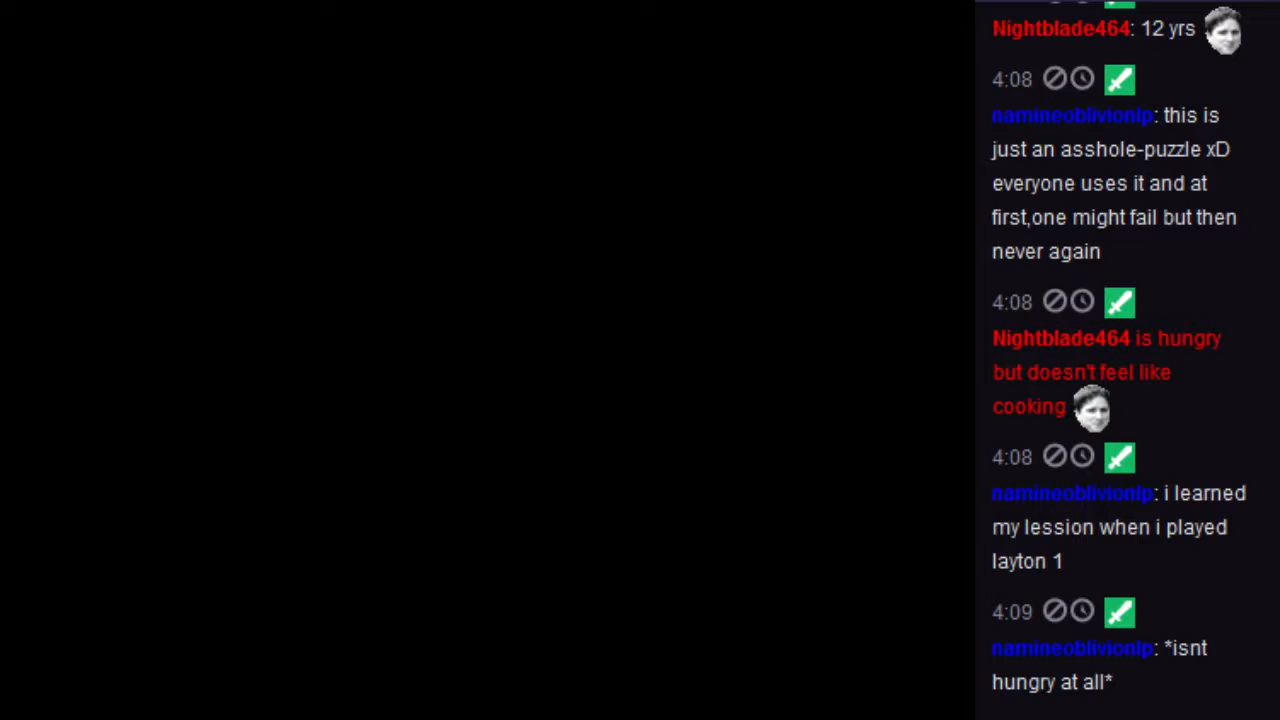 Nightblade464: 12 yrs
4:08
namineoblivionlp: this is
just an asshole-puzzle xD
everyone uses it and at
first,one might fail but then
never again
4:08
Nightblade464 is hungry
but doesn't feel like
cooking
4:08
namineoblivionlp: i learned
my lession when i played
layton 1
4:09
namineoblivionlp: *isnt
hungry at all*